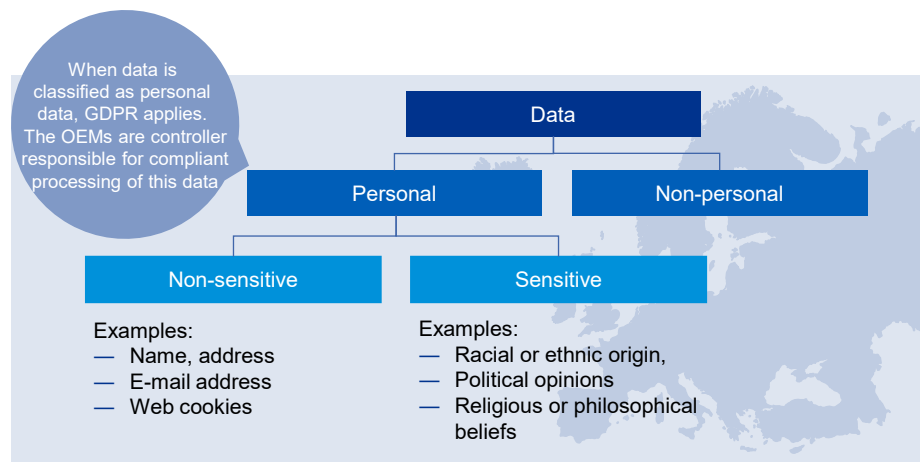 When data is
classified as personal
data, GDPR applies.
The OEMs are controller
responsible for compliant
processing of this data
Data
Personal
Non-personal
Non-sensitive
Sensitive
Examples:
— Name, address
— E-mail address
— Web cookies
Examples:
— Racial or ethnic origin,
— Political opinions
— Religious or philosophical
beliefs